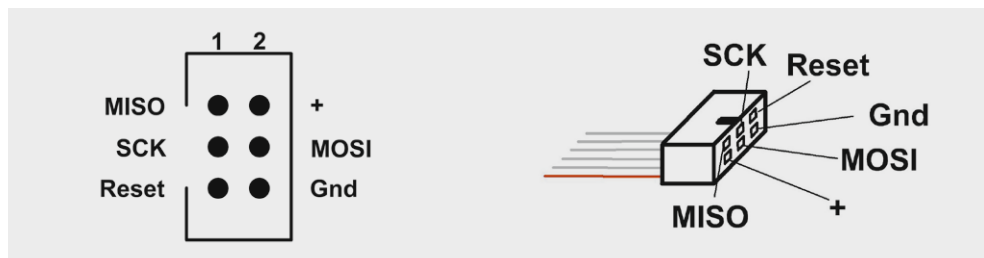 1 2
MISO +
SCK MOSI
Reset Gnd
SCK
Reset
Gnd
MOSI
+
MISO